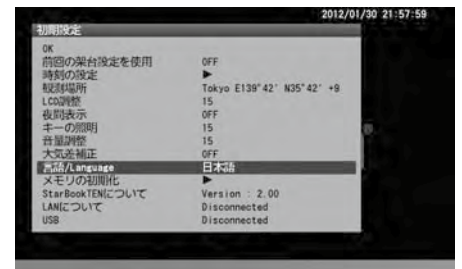 2012/01/30 21:57:59
初期設定
OK
前回の架台設定を使用 OFF
時刻の設定 ▶
観測場所 Tokyo E139°42' N35°42' +9
LCD調整 15
夜間表示 OFF
キーの照明 15
音量調整 15
大気差補正 OFF
言語/Language 日本語
メモリの初期化 ▶
StarBookTENについて Version : 2.00
LANについて Disconnected
USB Disconnected